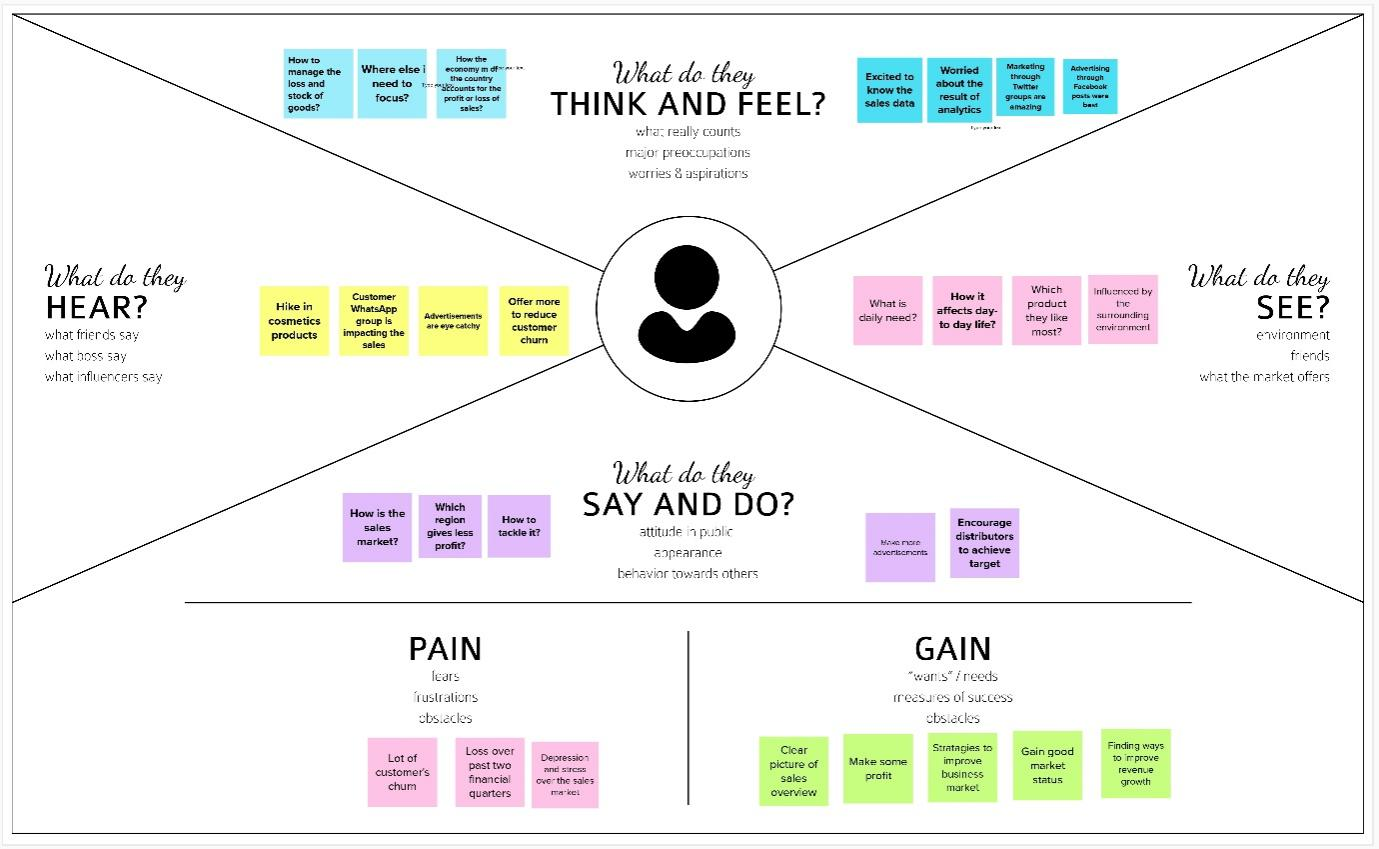 How to
manage the
loss and
stock of
goods?
Where else i
need to
focus?
How the
economy
the country
accounts for the
profit or loss of
sales?
What do they
THINK AND FEEL?
what really counts
major preoccupations
worries & aspirations
Excited to
know the
sales data
Worried
about the
result of
analytics
Type your text
Marketing
through
Twitter
groups are
amazing
Advertising
through
Facebook
posts were
best
What do they
HEAR?
what friends say
what boss say
what influencers say
Hike in
cosmetics
products
Customer
WhatsApp
group is
impacting the
sales
Advertisements
are eye catchy
Offer more
to reduce
customer
churn
What is
daily need?
How it
affects day-
to day life?
Which
product
they like
most?
Influenced by
the
surrounding
environment
What do they
SEE?
environment
friends
what the market offers
How is the
sales
market?
Which
region
gives less
profit?
How to
tackle it?
What do they
SAY AND DO?
attitude in public
appearance
behavior towards others
Make more
advertisements
Encourage
distributors
to achieve
target
PAIN
fears
frustrations
obstacles
Lot of
customer's
churn
Loss over
past two
financial
quarters
Depression
and stress
over the sales
market
GAIN
"wants" / needs
measures of success
obstacles
Clear
picture of
sales
overview
Make some
profit
Stratagies to
improve
business
market
Gain good
market
status
Finding ways
to improve
revenue
growth